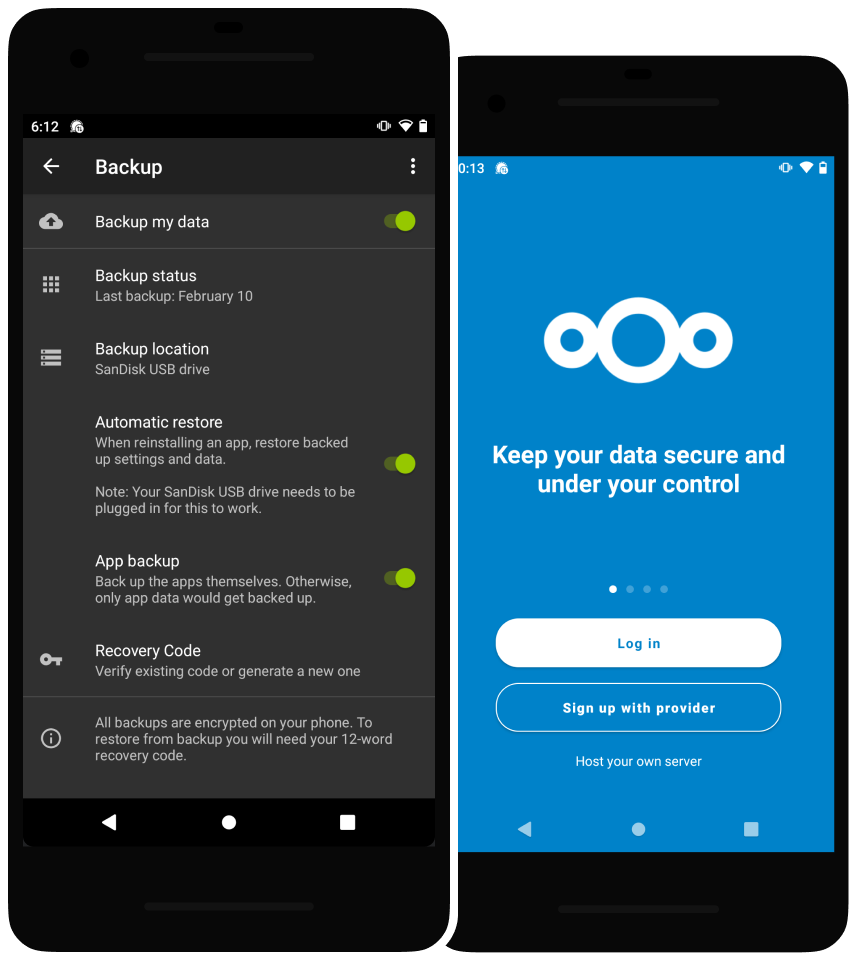 6:12
Backup
Backup my data
Backup status
Last backup: February 10
Backup location
SanDisk USB drive
Automatic restore
When reinstalling an app, restore backed
up settings and data.
Note: Your SanDisk USB drive needs to be
plugged in for this to work.
App backup
Back up the apps themselves. Otherwise,
only app data would get backed up.
Recovery Code
Verify existing code or generate a new one
All backups are encrypted on your phone. To
restore from backup you will need your 12-word
recovery code.
0:13
Keep your data secure and
under your control
Log in
Sign up with provider
Host your own server